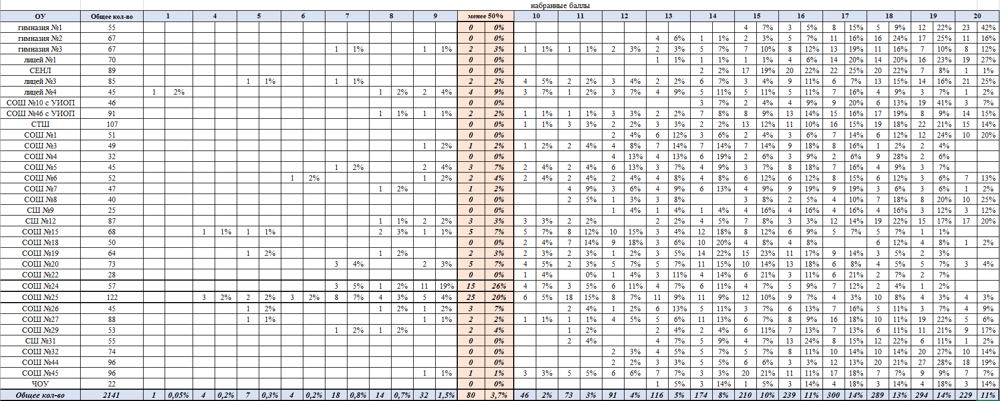 набранные баллы
ОУ Общее кол-во 1 4 5 6 7 8 9 менее 50% 10 11 12 13 14 15 16 17 18 19 20
гимназия №1 55 0 0% 4 7% 3 5% 8 15% 5 9% 12 22% 23 42%
гимназия №2 67 0 0% 4 6% 1 1% 2 3% 5 7% 11 16% 16 24% 17 25% 11 16%
гимназия №3 67 1 1% 1 1% 2 3% 1 1% 1 1% 2 3% 2 3% 5 7% 7 10% 8 12% 13 19% 11 16% 7 10% 8 12%
лицей №1 70 0 0% 1 1% 1 1% 1 1% 4 6% 14 20% 14 20% 16 23% 19 27%
СЕНЛ 89 0 0% 2 2% 17 19% 20 22% 22 25% 20 22% 7 8% 1 1%
лицей №3 85 1 1% 1 1% 2 2% 4 5% 2 2% 3 4% 2 2% 6 7% 3 4% 9 11% 6 7% 13 15% 14 16% 21 25%
лицей №4 45 1 2% 1 2% 2 4% 4 9% 3 7% 1 2% 3 7% 4 9% 5 11% 5 11% 5 11% 7 16% 4 9% 3 7% 1 2%
СОШ №10 с УИОП 46 0 0% 3 7% 2 4% 4 9% 9 20% 6 13% 19 41% 3 7%
СОШ №46 с УИОП 91 1 1% 1 1% 2 2% 1 1% 1 1% 3 3% 2 2% 7 8% 8 9% 13 14% 15 16% 17 19% 8 9% 14 15%
СТШ 107 0 0% 1 1% 3 3% 2 2% 3 3% 2 2% 13 12% 11 10% 16 15% 19 18% 22 21% 15 14%
СОШ №1 51 0 0% 2 4% 6 12% 3 6% 2 4% 3 6% 7 14% 6 12% 12 24% 10 20%
СОШ №3 49 1 2% 1 2% 1 2% 2 4% 4 8% 7 14% 7 14% 7 14% 9 18% 8 16% 1 2% 2 4%
СОШ №4 32 0 0% 4 13% 4 13% 6 19% 2 6% 3 9% 2 6% 9 28% 2 6%
СОШ №5 45 1 2% 2 4% 3 7% 2 4% 2 4% 6 13% 3 7% 4 9% 3 7% 8 18% 7 16% 4 9% 3 7%
СОШ №6 52 1 2% 1 2% 2 4% 2 4% 2 4% 2 4% 4 8% 4 8% 6 12% 6 12% 8 15% 6 12% 3 6% 7 13%
СОШ №7 47 1 2% 1 2% 4 9% 3 6% 4 9% 6 13% 4 9% 9 19% 9 19% 3 6% 3 6% 1 2%
СОШ №8 40 0 0% 2 5% 1 3% 3 8% 3 8% 2 5% 4 10% 7 18% 8 20% 10 25%
СШ №9 25 0 0% 1 4% 1 4% 1 4% 4 16% 4 16% 4 16% 4 16% 3 12% 3 12%
СШ №12 87 1 1% 2 2% 3 3% 3 3% 2 2% 2 2% 4 5% 7 8% 3 3% 12 14% 19 22% 15 17% 17 20%
СОШ №15 68 1 1% 1 1% 2 3% 1 1% 5 7% 5 7% 8 12% 10 15% 3 4% 12 18% 8 12% 6 9% 5 7% 5 7% 1 1%
СОШ №18 50 0 0% 2 4% 7 14% 9 18% 3 6% 10 20% 4 8% 4 8% 6 12% 4 8% 1 2%
СОШ №19 64 1 2% 1 2% 2 3% 2 3% 2 3% 1 2% 3 5% 14 22% 15 23% 11 17% 9 14% 3 5% 2 3%
СОШ №20 73 3 4% 2 3% 5 7% 4 5% 2 3% 5 7% 5 7% 11 15% 10 14% 13 18% 6 8% 4 5% 5 7% 3 4%
СОШ №22 28 0 0% 1 4% 0% 1 4% 3 11% 4 14% 6 21% 3 11% 6 21% 2 7% 2 7%
СОШ №24 57 3 5% 1 2% 11 19% 15 26% 4 7% 3 5% 6 11% 4 7% 6 11% 4 7% 5 9% 7 12% 2 4% 1 2%
СОШ №25 122 3 2% 2 2% 3 2% 8 7% 4 3% 5 4% 25 20% 6 5% 18 15% 8 7% 11 9% 11 9% 12 10% 9 7% 4 3% 10 8% 4 3% 4 3%
СОШ №26 45 1 2% 1 2% 1 2% 3 7% 2 4% 1 2% 6 13% 5 11% 3 7% 6 13% 7 16% 5 11% 3 7% 4 9%
СОШ №27 88 1 1% 1 1% 2 2% 1 1% 1 1% 4 5% 5 6% 11 13% 6 7% 8 9% 16 18% 10 11% 19 22% 5 6%
СОШ №29 53 1 2% 1 2% 2 4% 1 2% 2 4% 2 4% 6 11% 7 13% 7 13% 6 11% 11 21% 9 17%
СШ №31 55 0 0% 2 4% 4 7% 5 9% 4 7% 13 24% 8 15% 12 22% 6 11% 1 2%
СОШ №32 74 0 0% 2 3% 4 5% 5 7% 5 7% 8 11% 10 14% 10 14% 20 27% 10 14%
СОШ №44 96 0 0% 2 2% 3 3% 5 5% 6 6% 3 3% 12 13% 20 21% 27 28% 18 19%
СОШ №45 96 1 1% 1 1% 3 3% 5 5% 6 6% 7 7% 3 3% 20 21% 11 11% 17 18% 7 7% 9 9% 7 7%
ЧОУ 22 0 0% 1 5% 3 14% 1 5% 3 14% 4 18% 3 14% 4 18% 3 14%
Общее кол-во 2141 1 0,05% 4 0,2% 7 0,3% 4 0,2% 18 0,8% 14 0,7% 32 1,5% 80 3,7% 46 2% 73 3% 91 4% 116 5% 174 8% 210 10% 239 11% 300 14% 289 13% 294 14% 229 11%